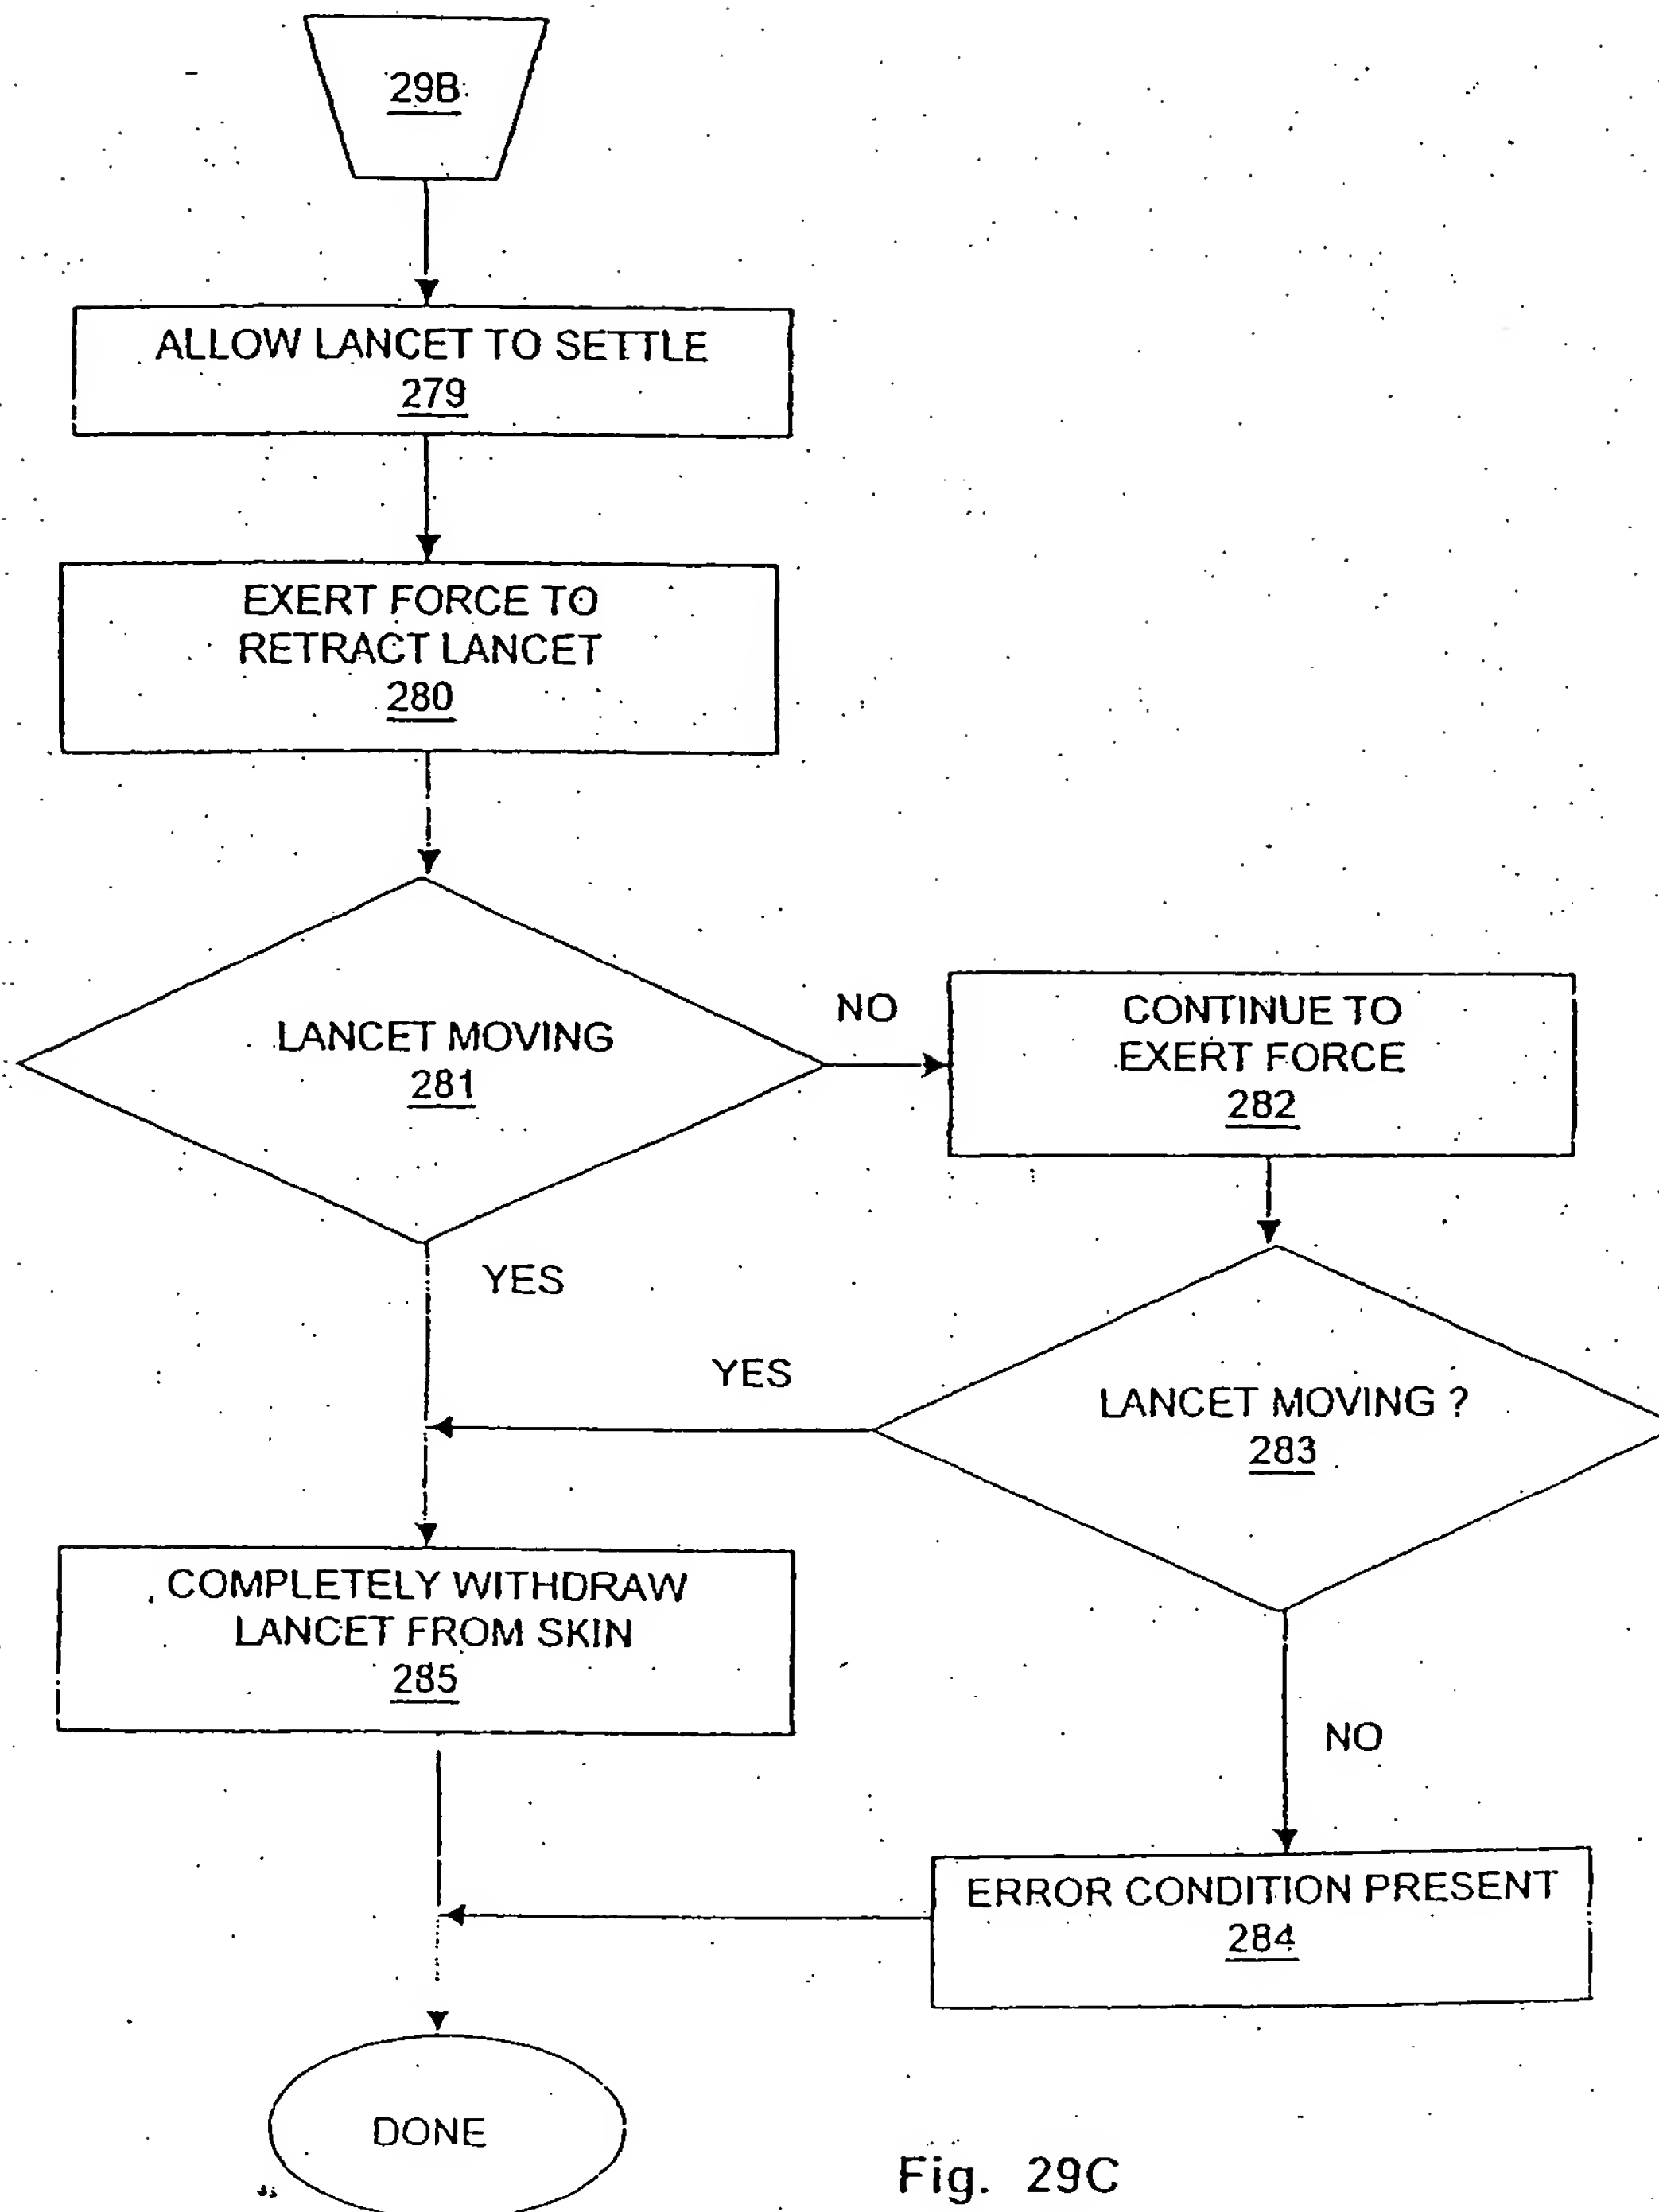 29B
ALLOW LANCET TO SETTLE
279
EXERT FORCE TO
RETRACT LANCET
280
LANCET MOVING
281
NO
CONTINUE TO
EXERT FORCE
282
YES
YES
LANCET MOVING ?
283
COMPLETELY WITHDRAW
LANCET FROM SKIN
285
NO
ERROR CONDITION PRESENT
284
DONE
Fig. 29C